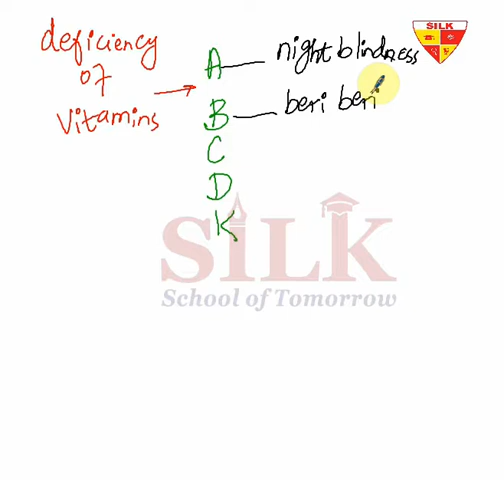 deficiency
of
Vitamins
A night blindness
B beri beri
C
D
K
SILK
SILK
School of Tomorrow